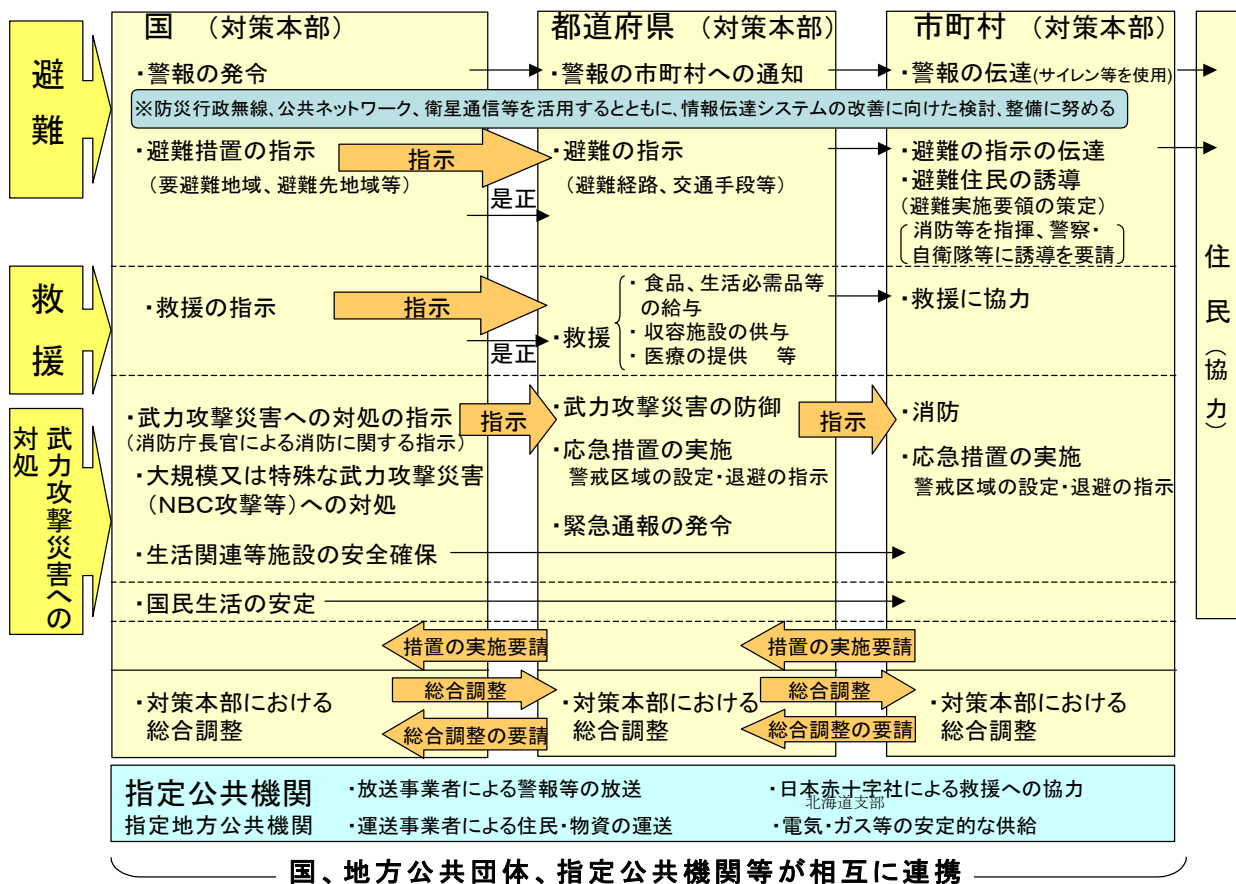 国 (対策本部)
都道府県 (対策本部)
市町村 (対策本部)
避難
・警報の発令
・警報の市町村への通知
・警報の伝達(サイレン等を使用)
※防災行政無線、公共ネットワーク、衛星通信等を活用するとともに、情報伝達システムの改善に向けた検討、整備に努める
・避難措置の指示
(要避難地域、避難先地域等)
指示
是正
・避難の指示
(避難経路、交通手段等)
・避難の指示の伝達
・避難住民の誘導
(避難実施要領の策定)
消防等を指揮、警察・
自衛隊等に誘導を要請
住民(協力)
救援
・救援の指示
指示
是正
・救援
・食品、生活必需品等
の給与
・収容施設の供与
・医療の提供 等
・救援に協力
武力攻撃災害への
対処
・武力攻撃災害への対処の指示
(消防庁長官による消防に関する指示)
・大規模又は特殊な武力攻撃災害
(NBC攻撃等)への対処
指示
・武力攻撃災害の防御
・応急措置の実施
警戒区域の設定・退避の指示
・緊急通報の発令
指示
・消防
・応急措置の実施
警戒区域の設定・退避の指示
・生活関連等施設の安全確保
・国民生活の安定
措置の実施要請
措置の実施要請
・対策本部における
総合調整
総合調整
総合調整の要請
・対策本部における
総合調整
総合調整
総合調整の要請
・対策本部における
総合調整
指定公共機関
指定地方公共機関
・放送事業者による警報等の放送
・運送事業者による住民・物資の運送
・日本赤十字社による救援への協力
北海道支部
・電気・ガス等の安定的な供給
国、地方公共団体、指定公共機関等が相互に連携